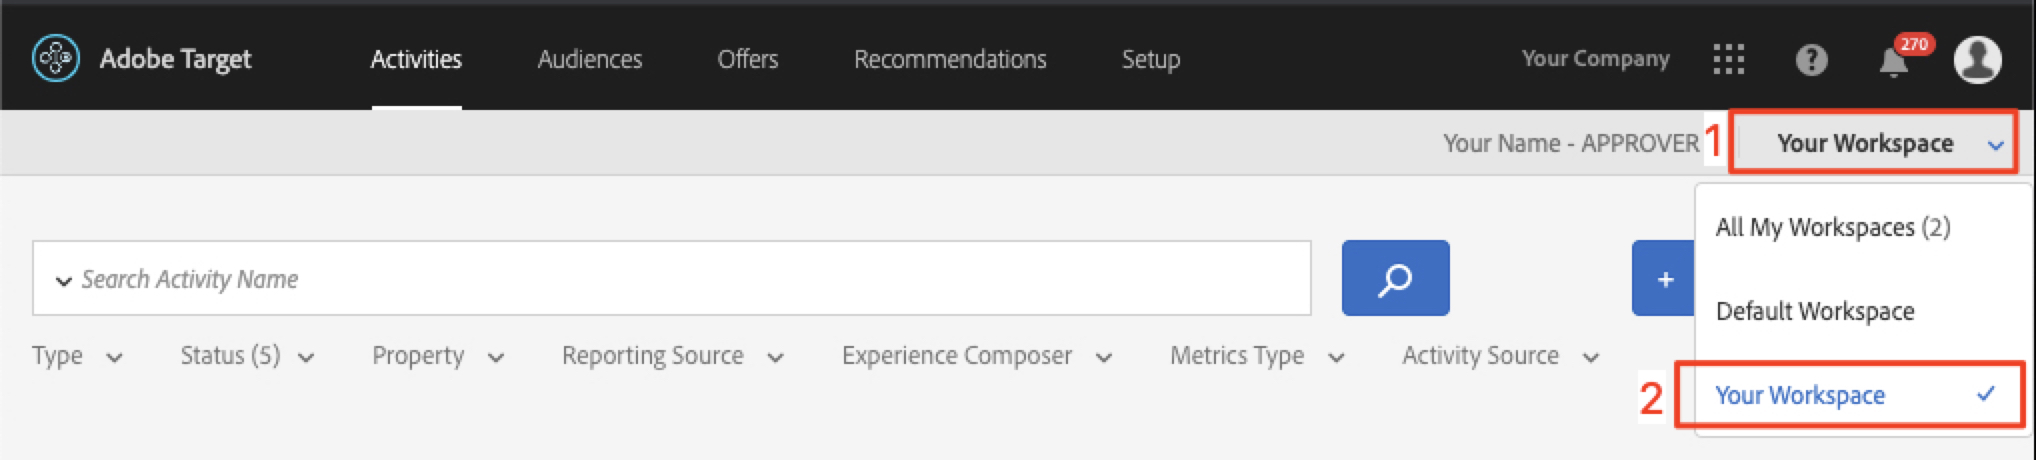 Adobe Target Activities Audiences Offers Recommendations Setup Your Company ? 270
Your Name - APPROVER 1 Your Workspace
All My Workspaces (2)
Search Activity Name +
Default Workspace
Type Status (5) Property Reporting Source Experience Composer Metrics Type Activity Source
2 Your Workspace